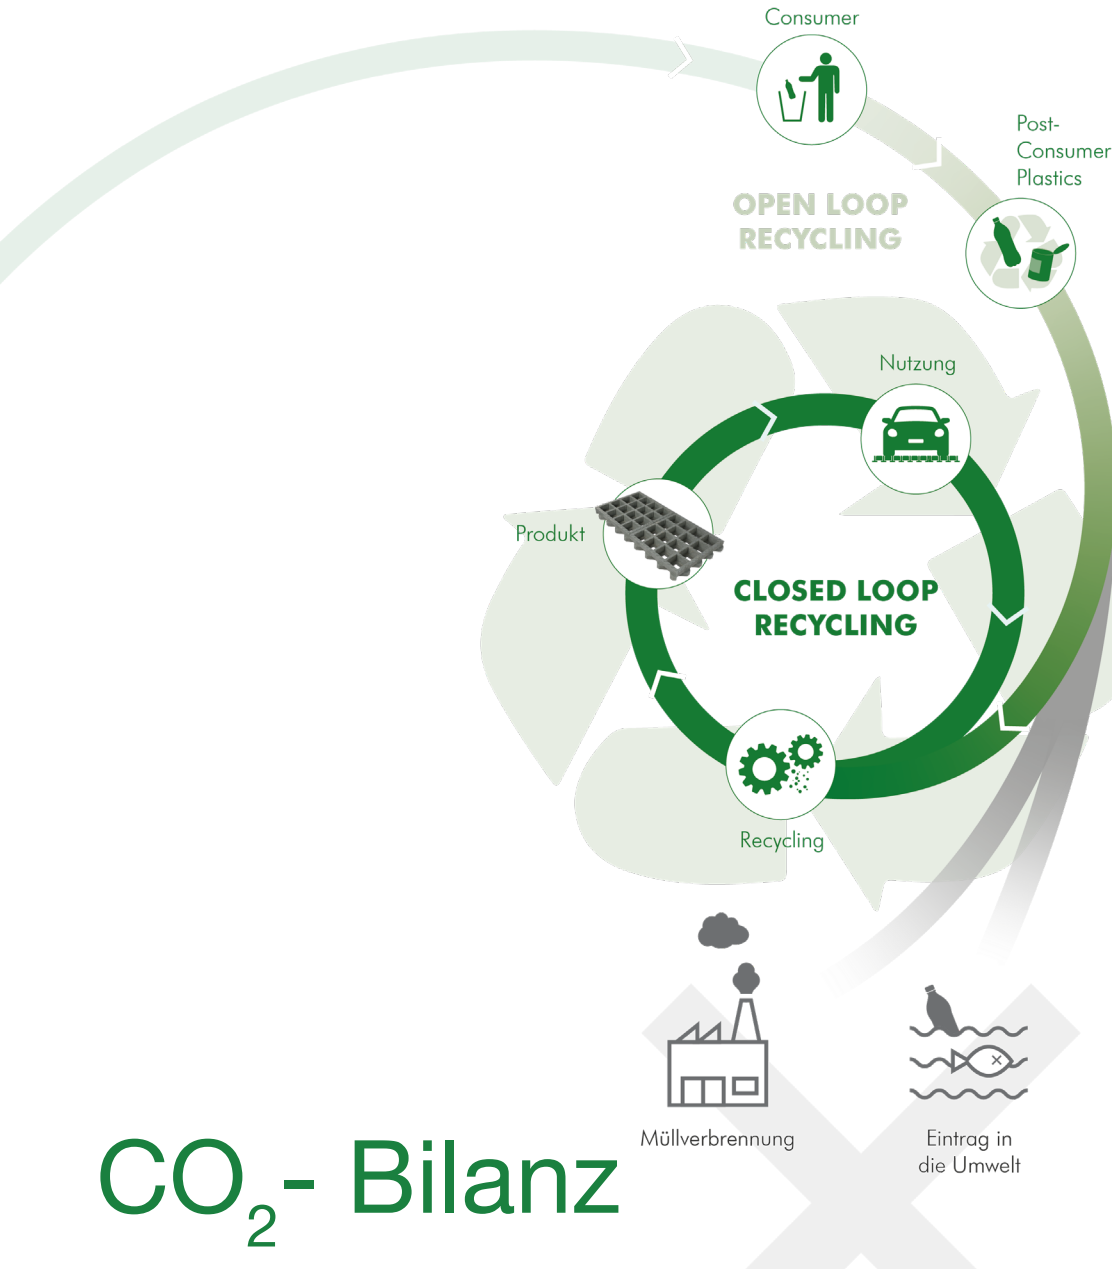 Consumer
Post-
Consumer
Plastics
OPEN LOOP
RECYCLING
Nutzung
Produkt
CLOSED LOOP
RECYCLING
Recycling
Müllverbrennung
Eintrag in
die Umwelt
CO₂- Bilanz